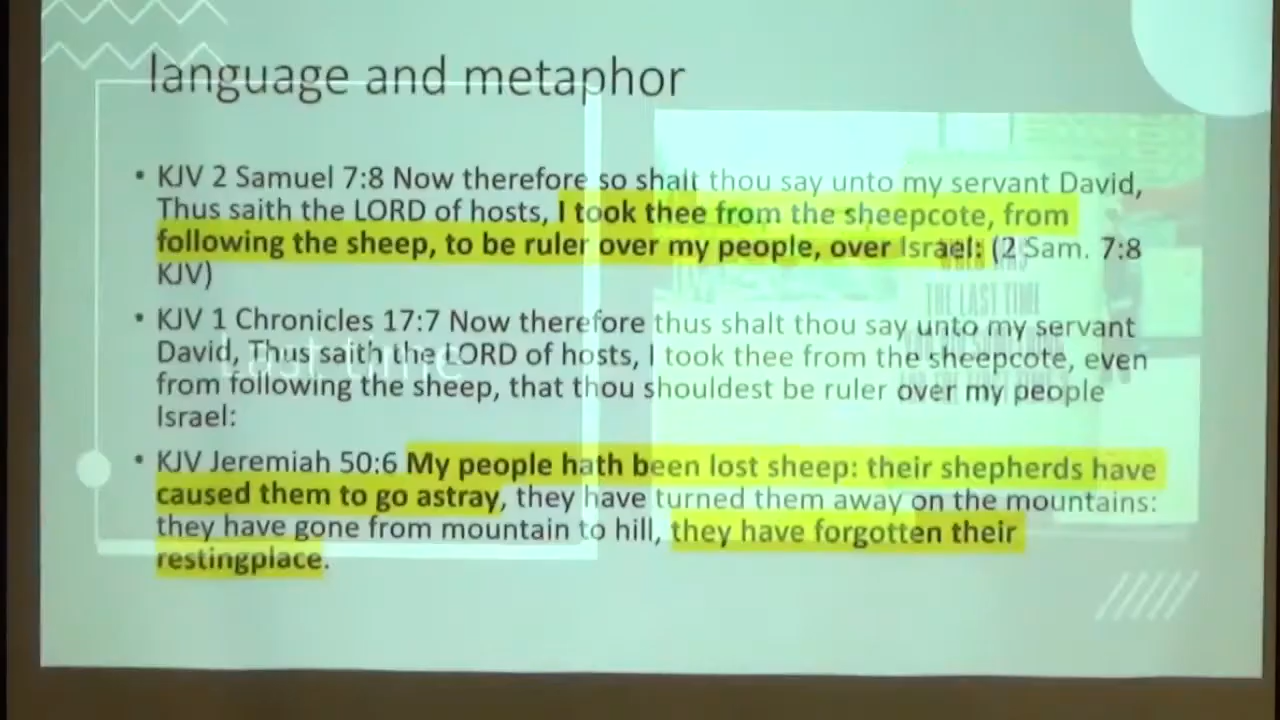 language and metaphor
• KJV 2 Samuel 7:8 Now therefore so shalt thou say unto my servant David,
Thus saith the LORD of hosts, I took thee from the sheepcote, from
following the sheep, to be ruler over my people, over Israel: (2 Sam. 7:8
KJV)
• KJV 1 Chronicles 17:7 Now therefore thus shalt thou say unto my servant
David, Thus saith the LORD of hosts, I took thee from the sheepcote, even
from following the sheep, that thou shouldest be ruler over my people
Israel:
• KJV Jeremiah 50:6 My people hath been lost sheep: their shepherds have
caused them to go astray, they have turned them away on the mountains:
they have gone from mountain to hill, they have forgotten their
restingplace.
THE LAST TIME